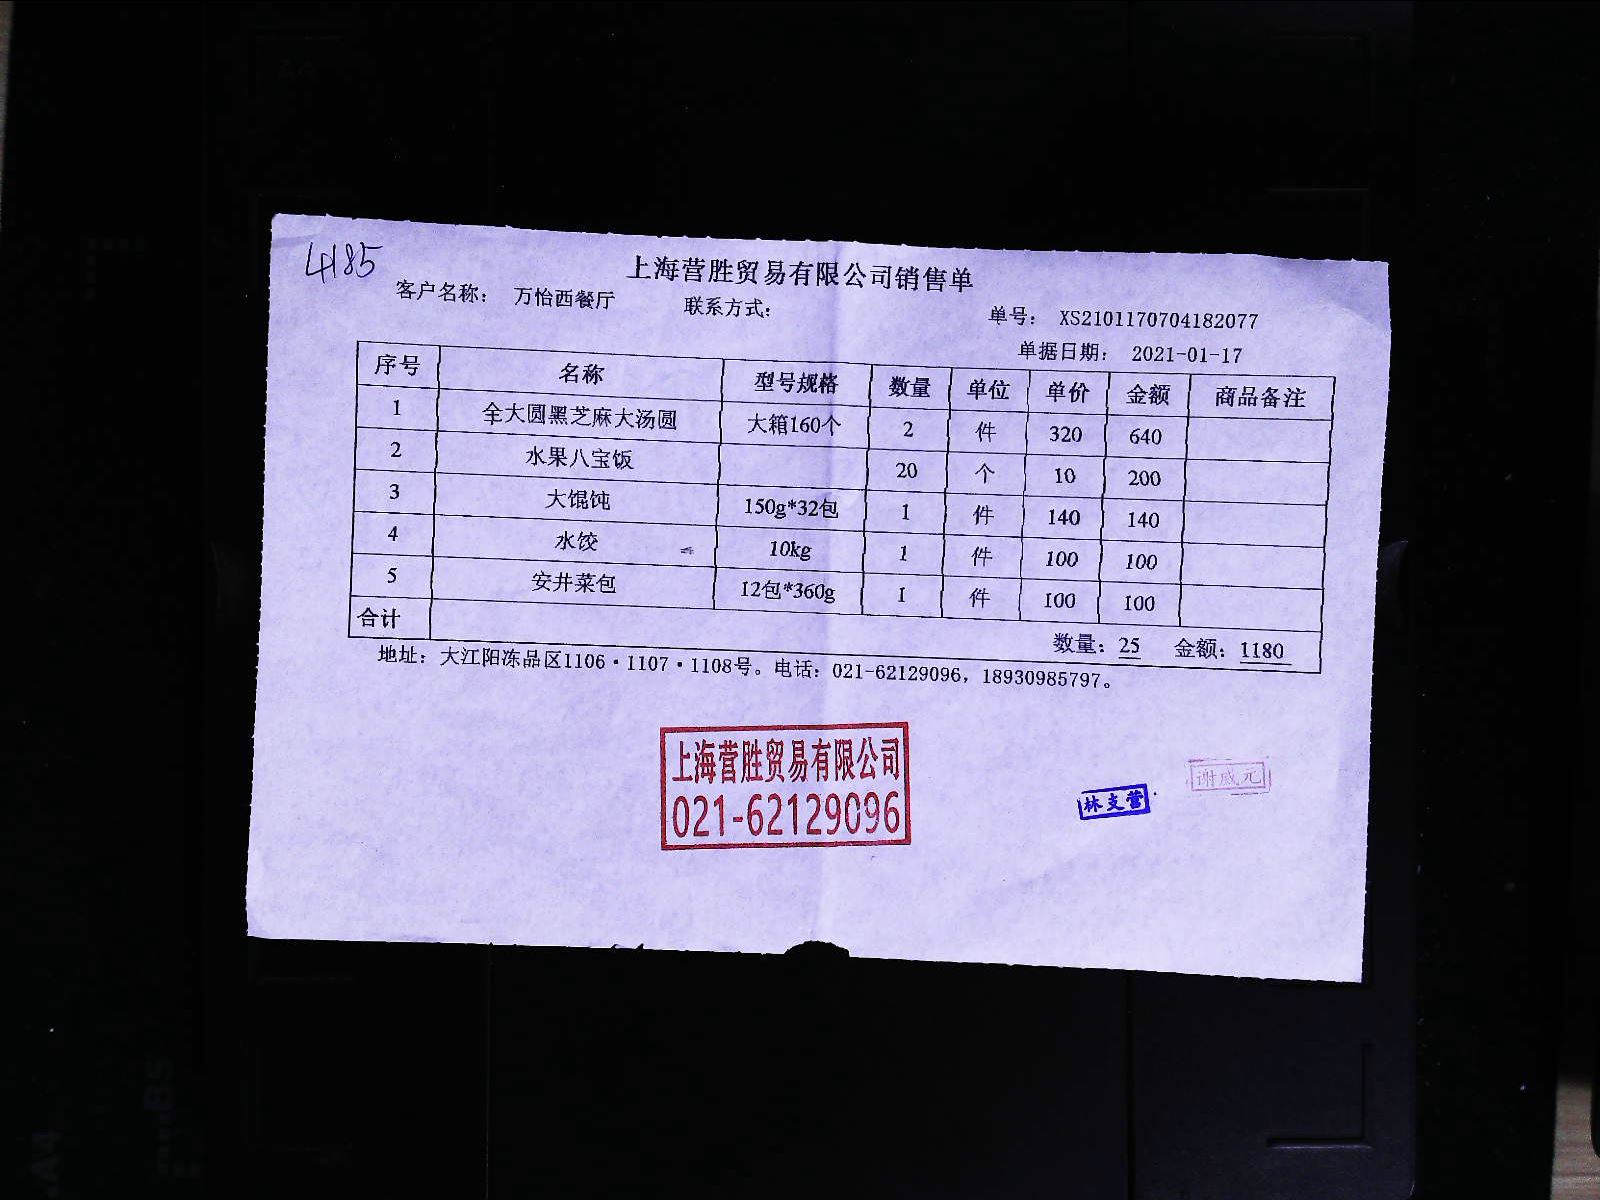 4185
上海营胜贸易有限公司销售单
客户名称： 万怡西餐厅 联系方式： 单号： XS2101170704182077
单据日期： 2021-01-17
序号 名称 型号规格 数量 单位 单价 金额 商品备注
1 全大圆黑芝麻大汤圆 大箱160个 2 件 320 640
2 水果八宝饭 20 个 10 200
3 大馄饨 150g*32包 1 件 140 140
4 水饺 10kg 1 件 100 100
5 安井菜包 12包*360g 1 件 100 100
合计 数量：25 金额：1180
地址：大江阳冻品区1106·1107·1108号。电话：021-62129096，18930985797。
上海营胜贸易有限公司
021-62129096
林支营
A4
B5